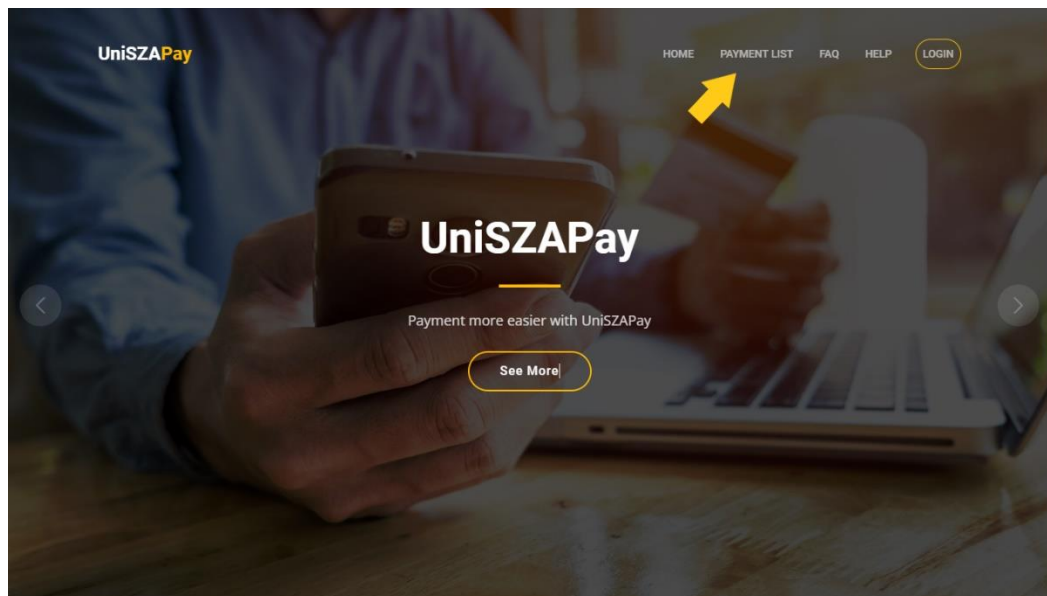 UniSZAPay
HOME PAYMENT LIST FAQ HELP LOGIN
UniSZAPay
Payment more easier with UniSZAPay
See More